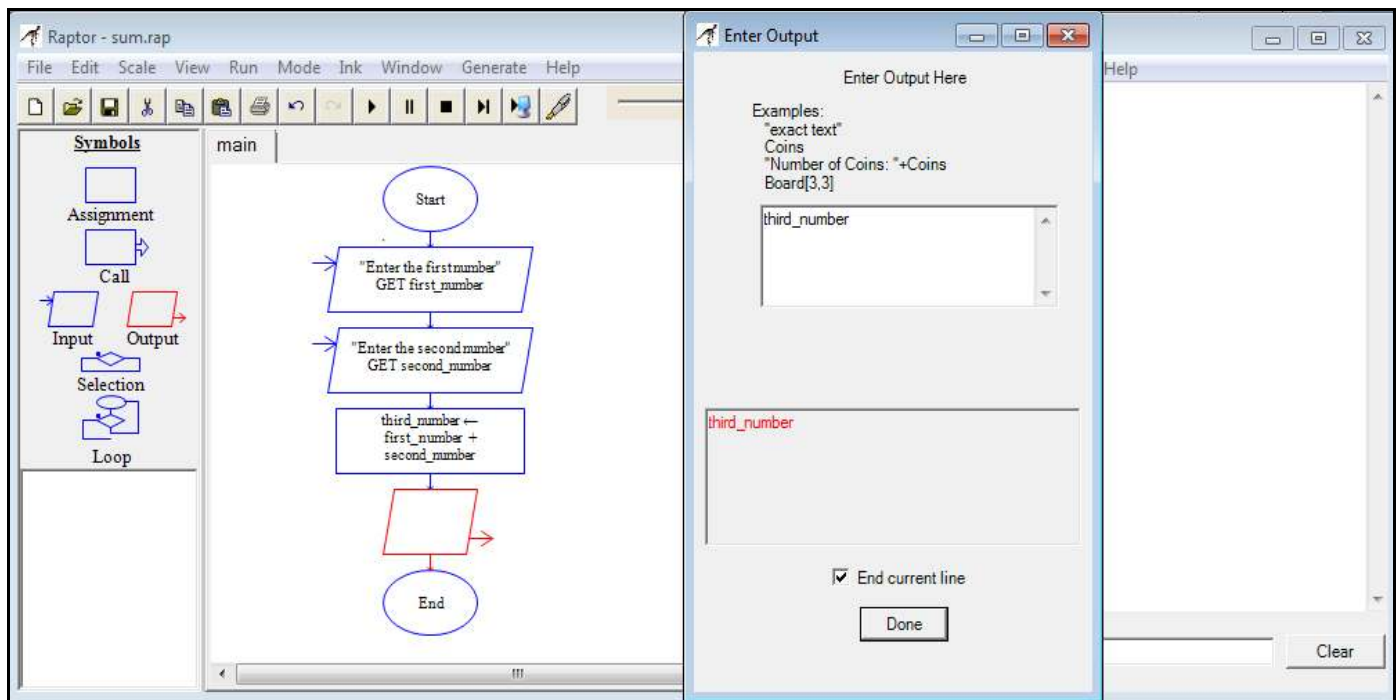 Raptor - sum.rap
File Edit Scale View Run Mode Ink Window Generate Help
Symbols
Assignment
Call
Input Output
Selection
Loop
main
Start
"Enter the first number"
GET first_number
"Enter the second number"
GET second_number
third_number ←
first_number +
second_number
End
Enter Output
Enter Output Here
Examples:
"exact text"
Coins
"Number of Coins: "+Coins
Board[3,3]
third_number
third_number
End current line
Done
Help
Clear